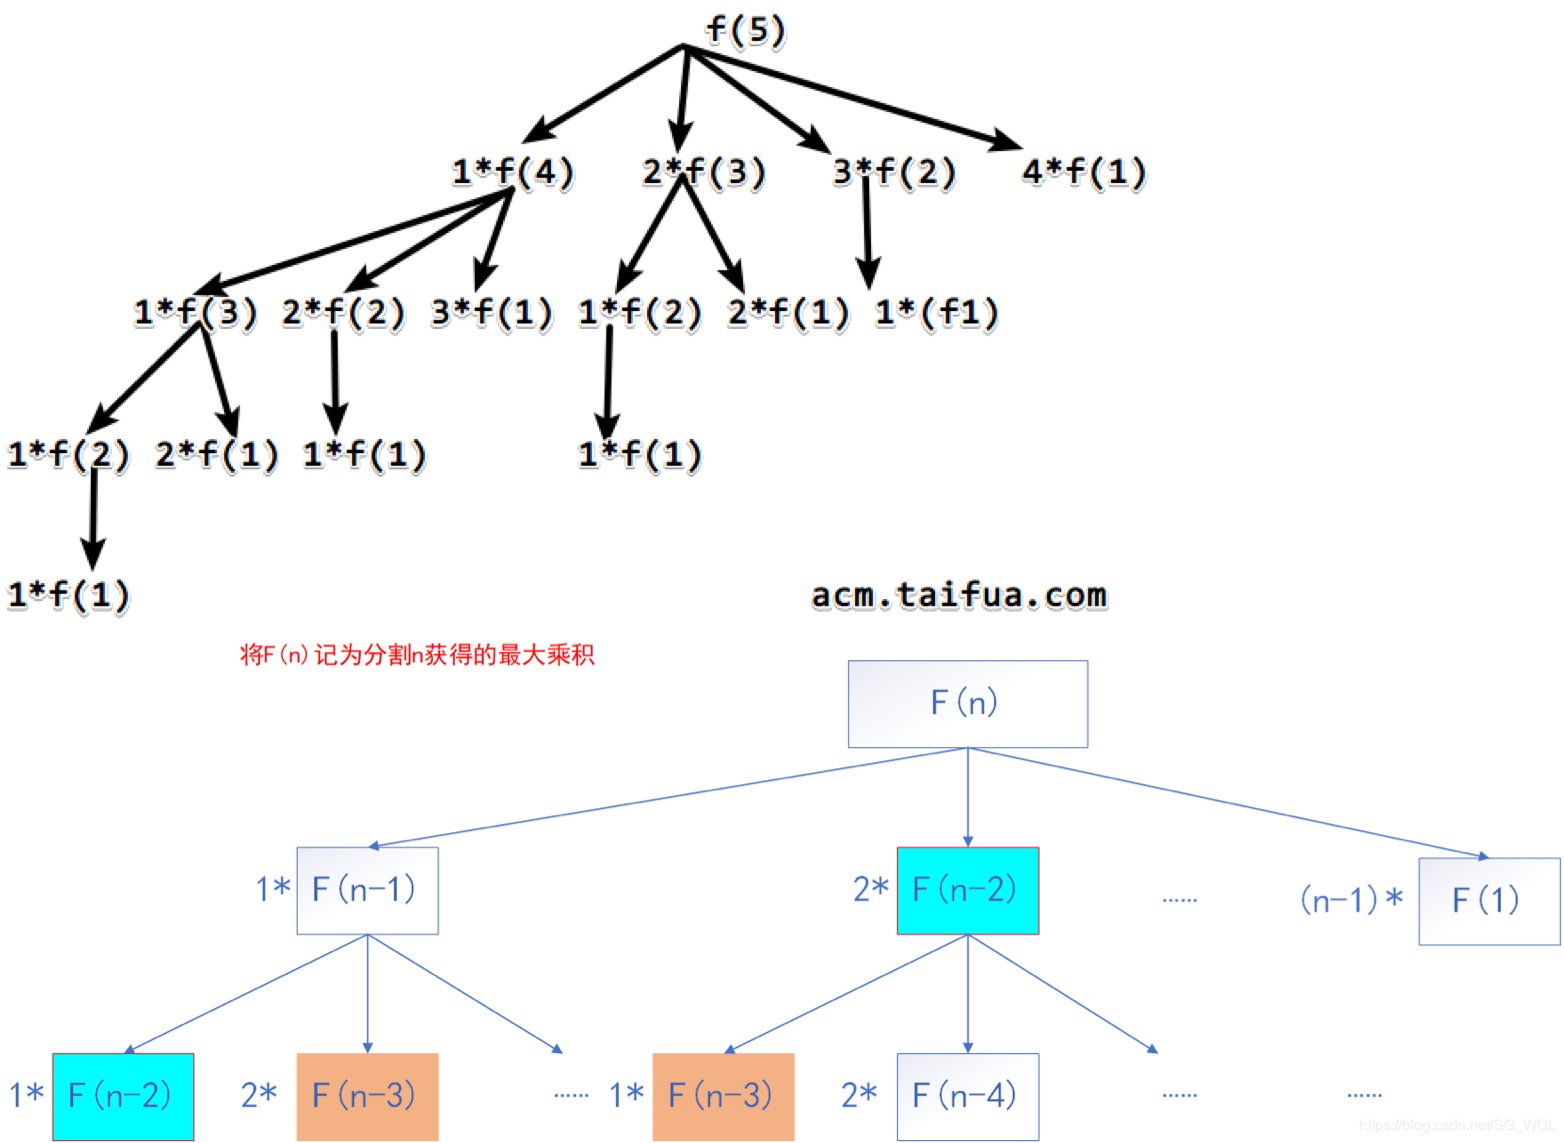 f(5)
1*f(4) 2*f(3) 3*f(2) 4*f(1)
1*f(3) 2*f(2) 3*f(1) 1*f(2) 2*f(1) 1*(f1)
1*f(2) 2*f(1) 1*f(1) 1*f(1)
1*f(1) acm.taifua.com
将F(n)记为分割n获得的最大乘积
F(n)
1* F(n-1) 2* F(n-2) ...... (n-1)* F(1)
1* F(n-2) 2* F(n-3) ...... 1* F(n-3) 2* F(n-4) ...... ......
https://blog.csdn.net/SG_WGL